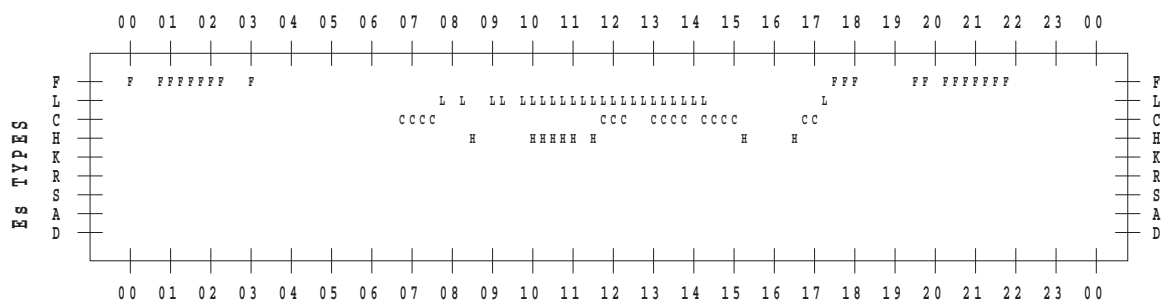 00 01 02 03 04 05 06 07 08 09 10 11 12 13 14 15 16 17 18 19 20 21 22 23 00
F F FFFFFFF F FFF FF FFFFFFF F
L L L LL LLLLLLLLLLLLLLLLLLL L L
C CCCC CCC CCCC CCCC CC C
H H HHHHH H H H H
K K
R R
S S
A A
D D
Es TYPES
00 01 02 03 04 05 06 07 08 09 10 11 12 13 14 15 16 17 18 19 20 21 22 23 00